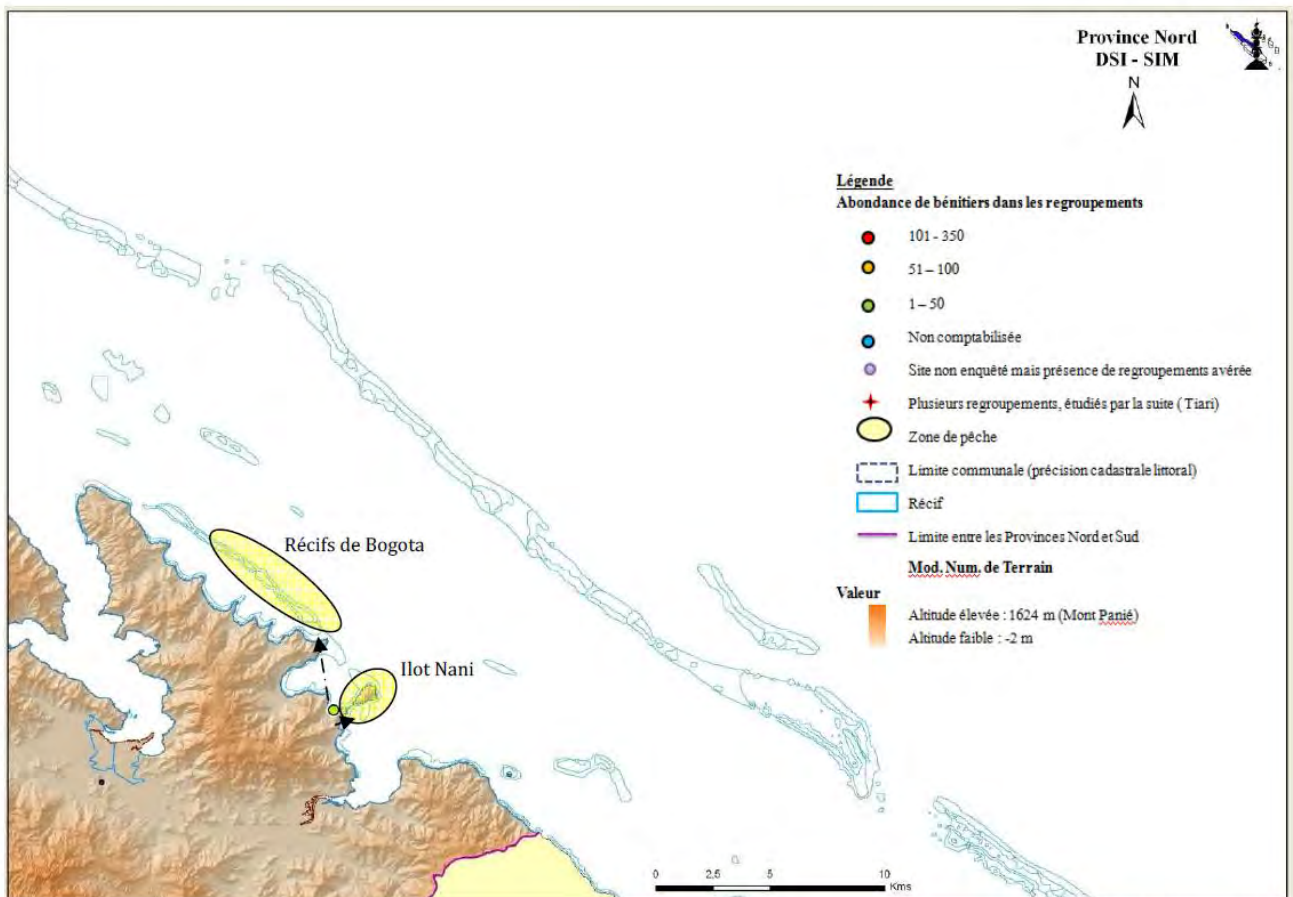 Province Nord
DSI - SIM
N
Légende
Abondance de bénitiers dans les regroupements
101 - 350
51 – 100
1 – 50
Non comptabilisée
Site non enquêté mais présence de regroupements avérée
Plusieurs regroupements, étudiés par la suite ( Tiari)
Zone de pêche
Limite communale (précision cadastrale littoral)
Récif
Limite entre les Provinces Nord et Sud
Mod. Num. de Terrain
Valeur
Altitude élevée : 1624 m (Mont Panié)
Altitude faible : -2 m
Récifs de Bogota
Ilot Nani
0 2,5 5 10
Kms